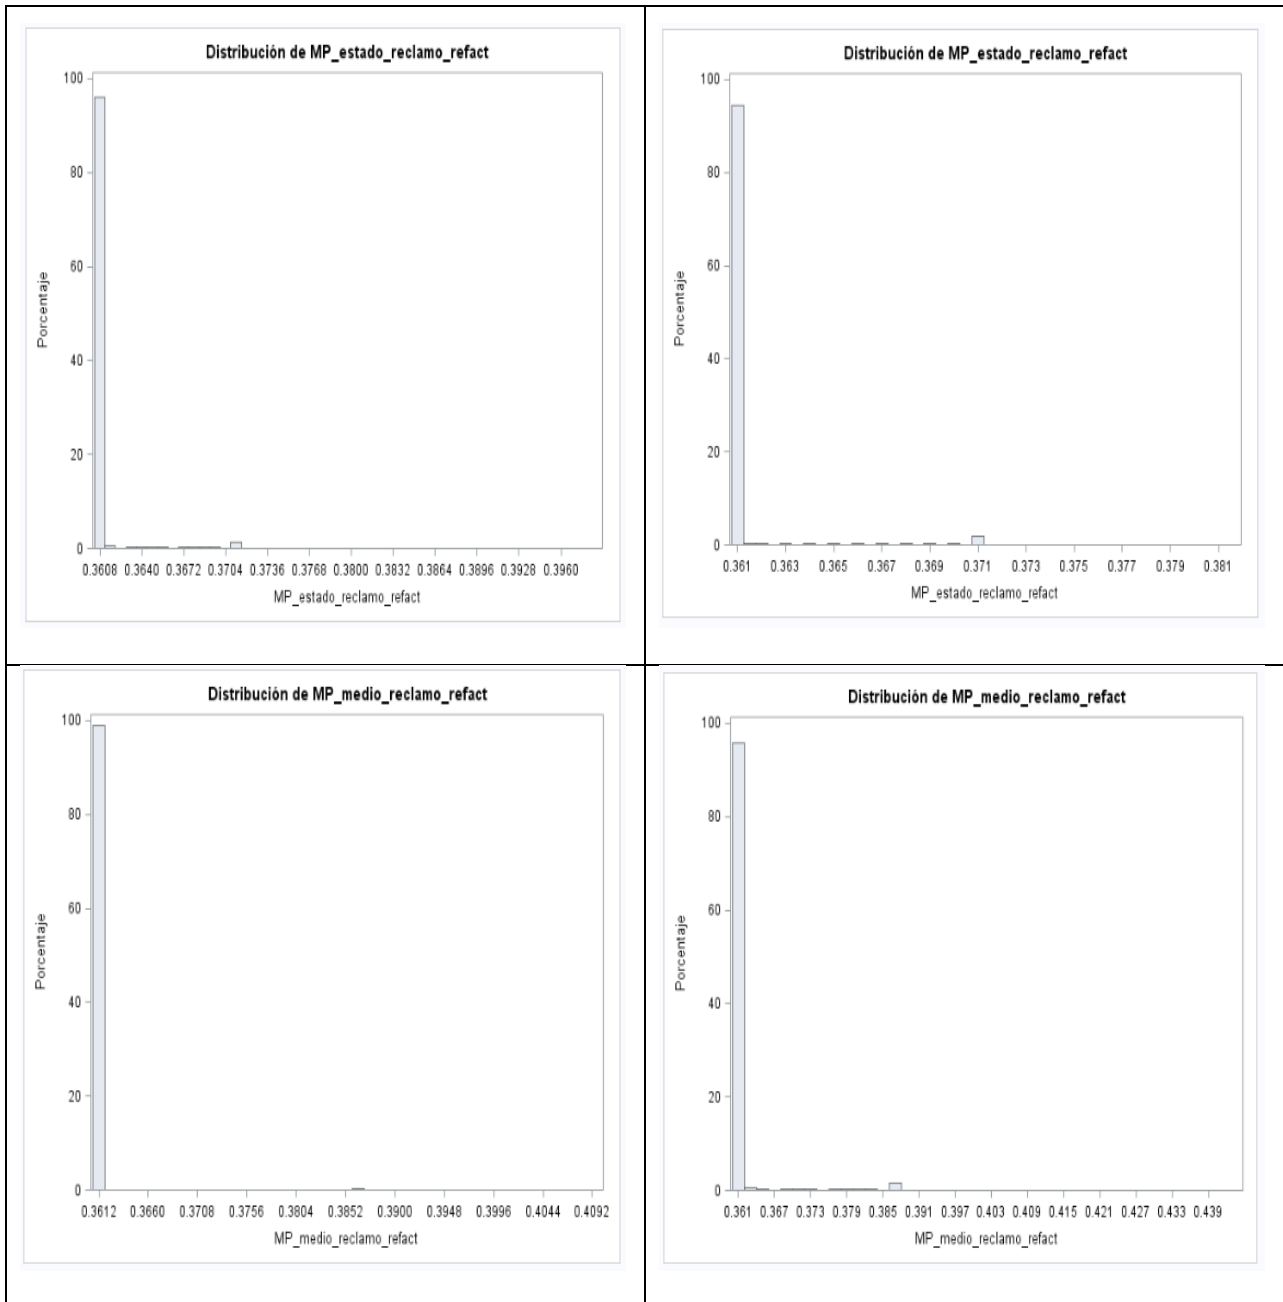 Distribución de MP_estado_reclamo_refact
100
80
60
40
20
0
Porcentaje
0.3608 0.3640 0.3672 0.3704 0.3736 0.3768 0.3800 0.3832 0.3864 0.3896 0.3928 0.3960
MP_estado_reclamo_refact
Distribución de MP_estado_reclamo_refact
100
80
60
40
20
0
Porcentaje
0.361 0.363 0.365 0.367 0.369 0.371 0.373 0.375 0.377 0.379 0.381
MP_estado_reclamo_refact
Distribución de MP_medio_reclamo_refact
100
80
60
40
20
0
Porcentaje
0.3612 0.3660 0.3708 0.3756 0.3804 0.3852 0.3900 0.3948 0.3996 0.4044 0.4092
MP_medio_reclamo_refact
Distribución de MP_medio_reclamo_refact
100
80
60
40
20
0
Porcentaje
0.361 0.367 0.373 0.379 0.385 0.391 0.397 0.403 0.409 0.415 0.421 0.427 0.433 0.439
MP_medio_reclamo_refact